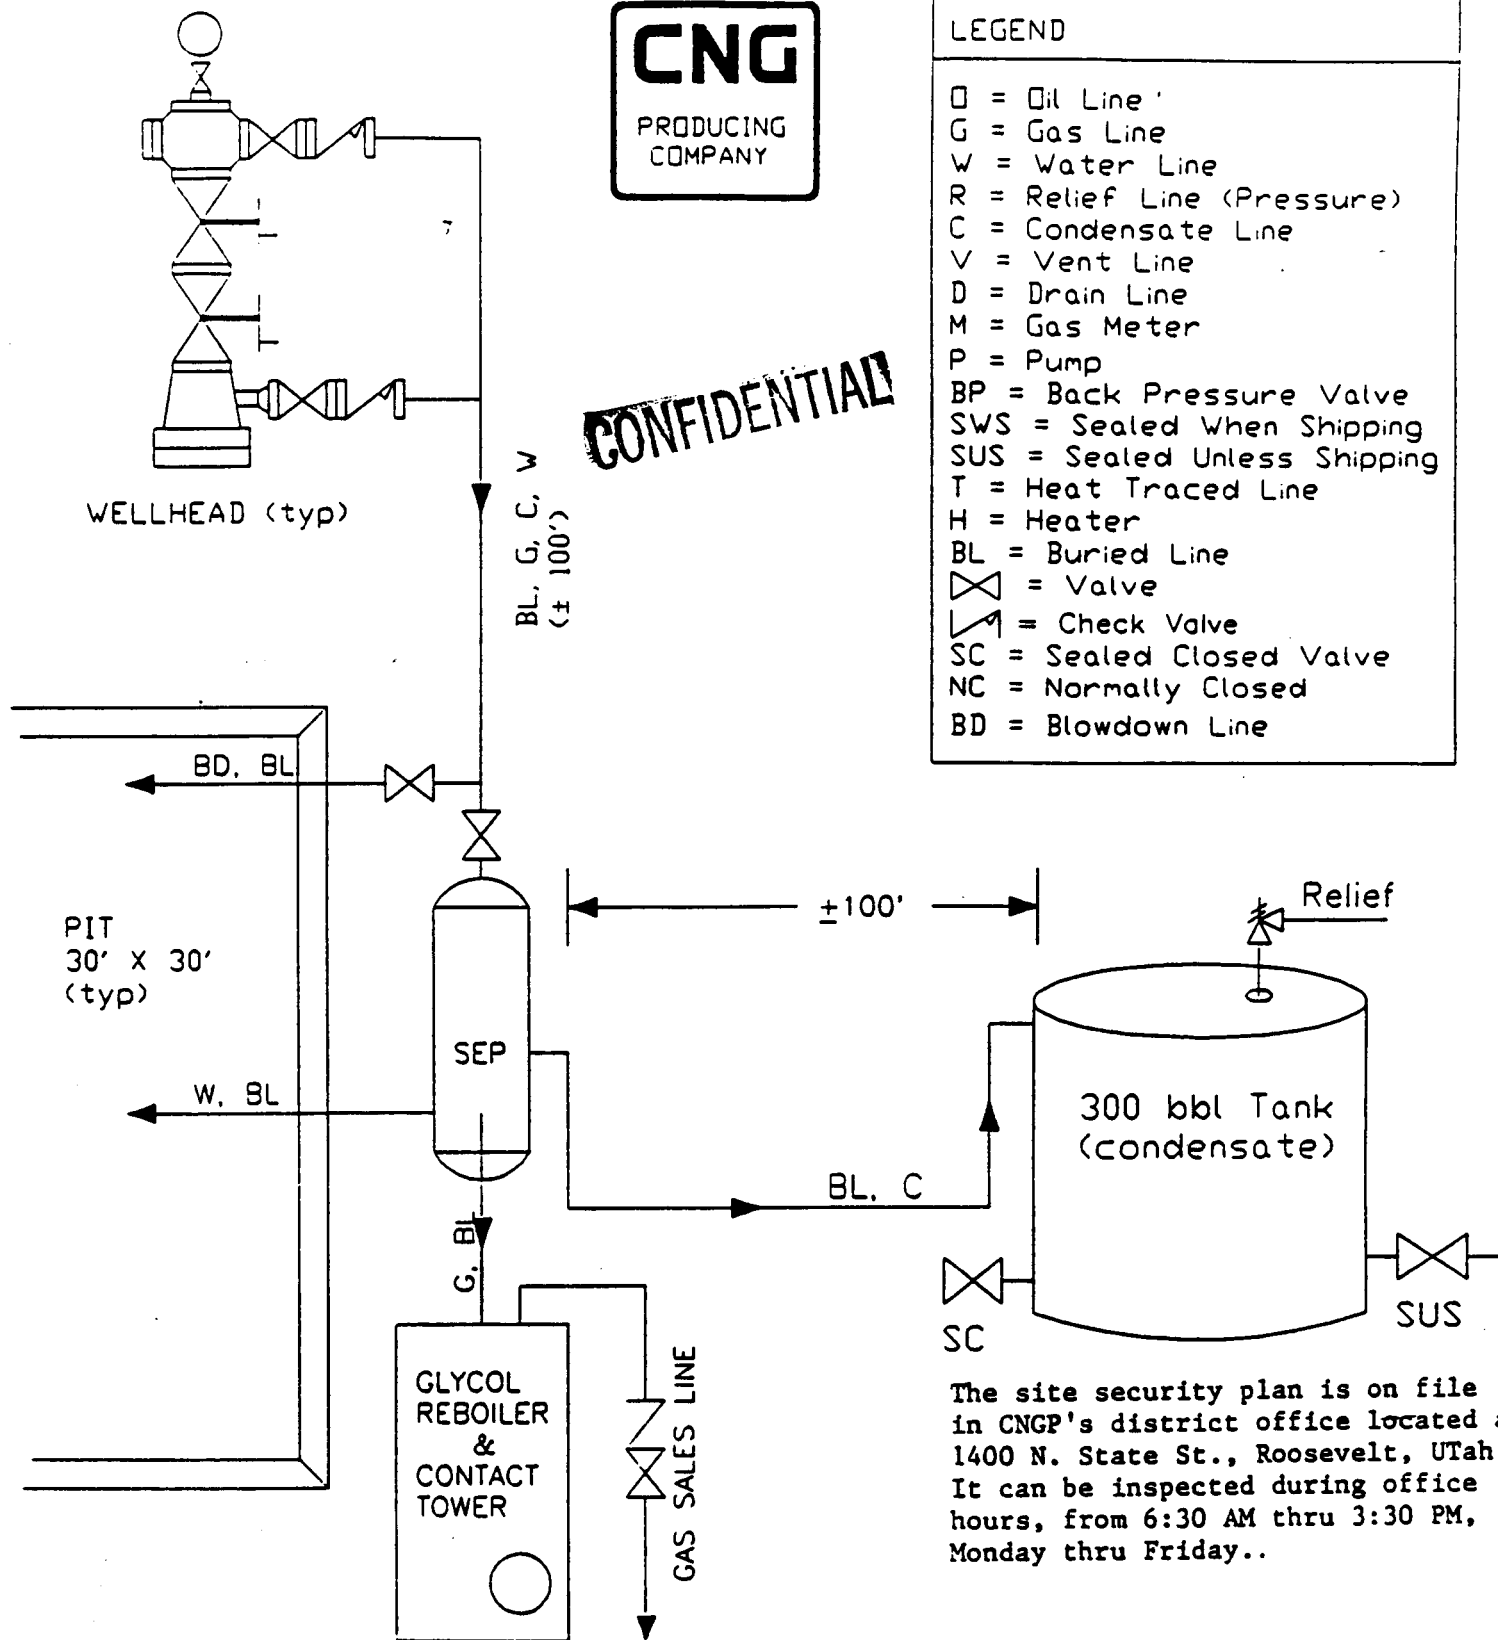 CNG
PRODUCING
COMPANY
LEGEND
O = Oil Line
G = Gas Line
W = Water Line
R = Relief Line (Pressure)
C = Condensate Line
V = Vent Line
D = Drain Line
M = Gas Meter
P = Pump
BP = Back Pressure Valve
SWS = Sealed When Shipping
SUS = Sealed Unless Shipping
T = Heat Traced Line
H = Heater
BL = Buried Line
= Valve
= Check Valve
SC = Sealed Closed Valve
NC = Normally Closed
BD = Blowdown Line
CONFIDENTIAL
WELLHEAD (typ)
BL, G, C, W
(± 100')
BD, BL
PIT
30' X 30'
(typ)
±100'
Relief
SEP
W, BL
300 bbl Tank
(condensate)
BL, C
G, BL
SC
SUS
GLYCOL
REBOILER
&
CONTACT
TOWER
GAS SALES LINE
The site security plan is on file
in CNGP's district office located
1400 N. State St., Roosevelt, UTah
It can be inspected during office
hours, from 6:30 AM thru 3:30 PM,
Monday thru Friday..